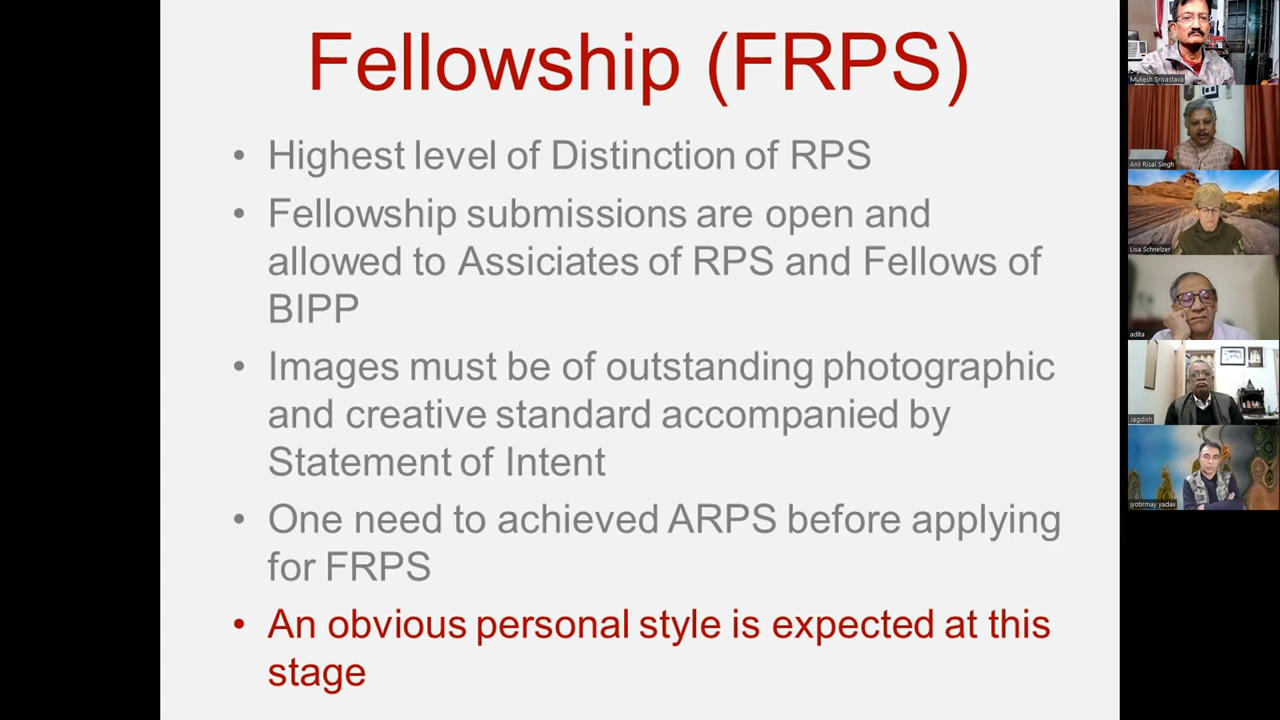 Fellowship (FRPS)
• Highest level of Distinction of RPS
• Fellowship submissions are open and
allowed to Assiciates of RPS and Fellows of
BIPP
• Images must be of outstanding photographic
and creative standard accompanied by
Statement of Intent
• One need to achieved ARPS before applying
for FRPS
• An obvious personal style is expected at this
stage
Mukesh Srivastava
Anil Risal Singh
Lisa Schnelzer
adita
Jagdish
jyotirmay yadav